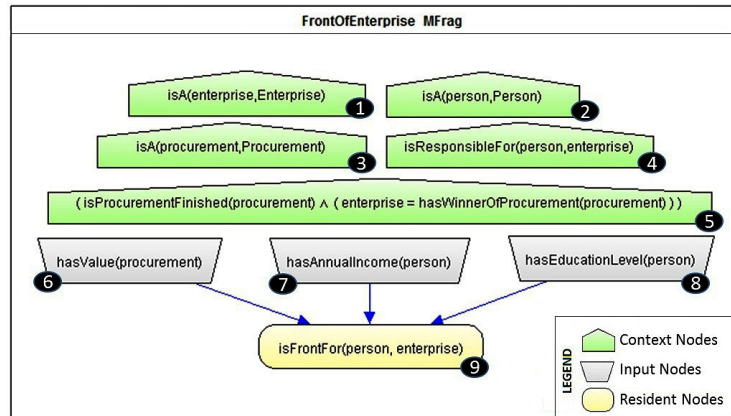 FrontOfEnterprise MFrag
isA(enterprise,Enterprise)
1
isA(person,Person)
2
isA(procurement,Procurement)
3
isResponsibleFor(person,enterprise)
4
( isProcurementFinished(procurement) ∧ ( enterprise = hasWinnerOfProcurement(procurement) ) )
5
hasValue(procurement)
6
hasAnnualIncome(person)
7
hasEducationLevel(person)
8
isFrontFor(person, enterprise)
9
LEGEND
Context Nodes
Input Nodes
Resident Nodes